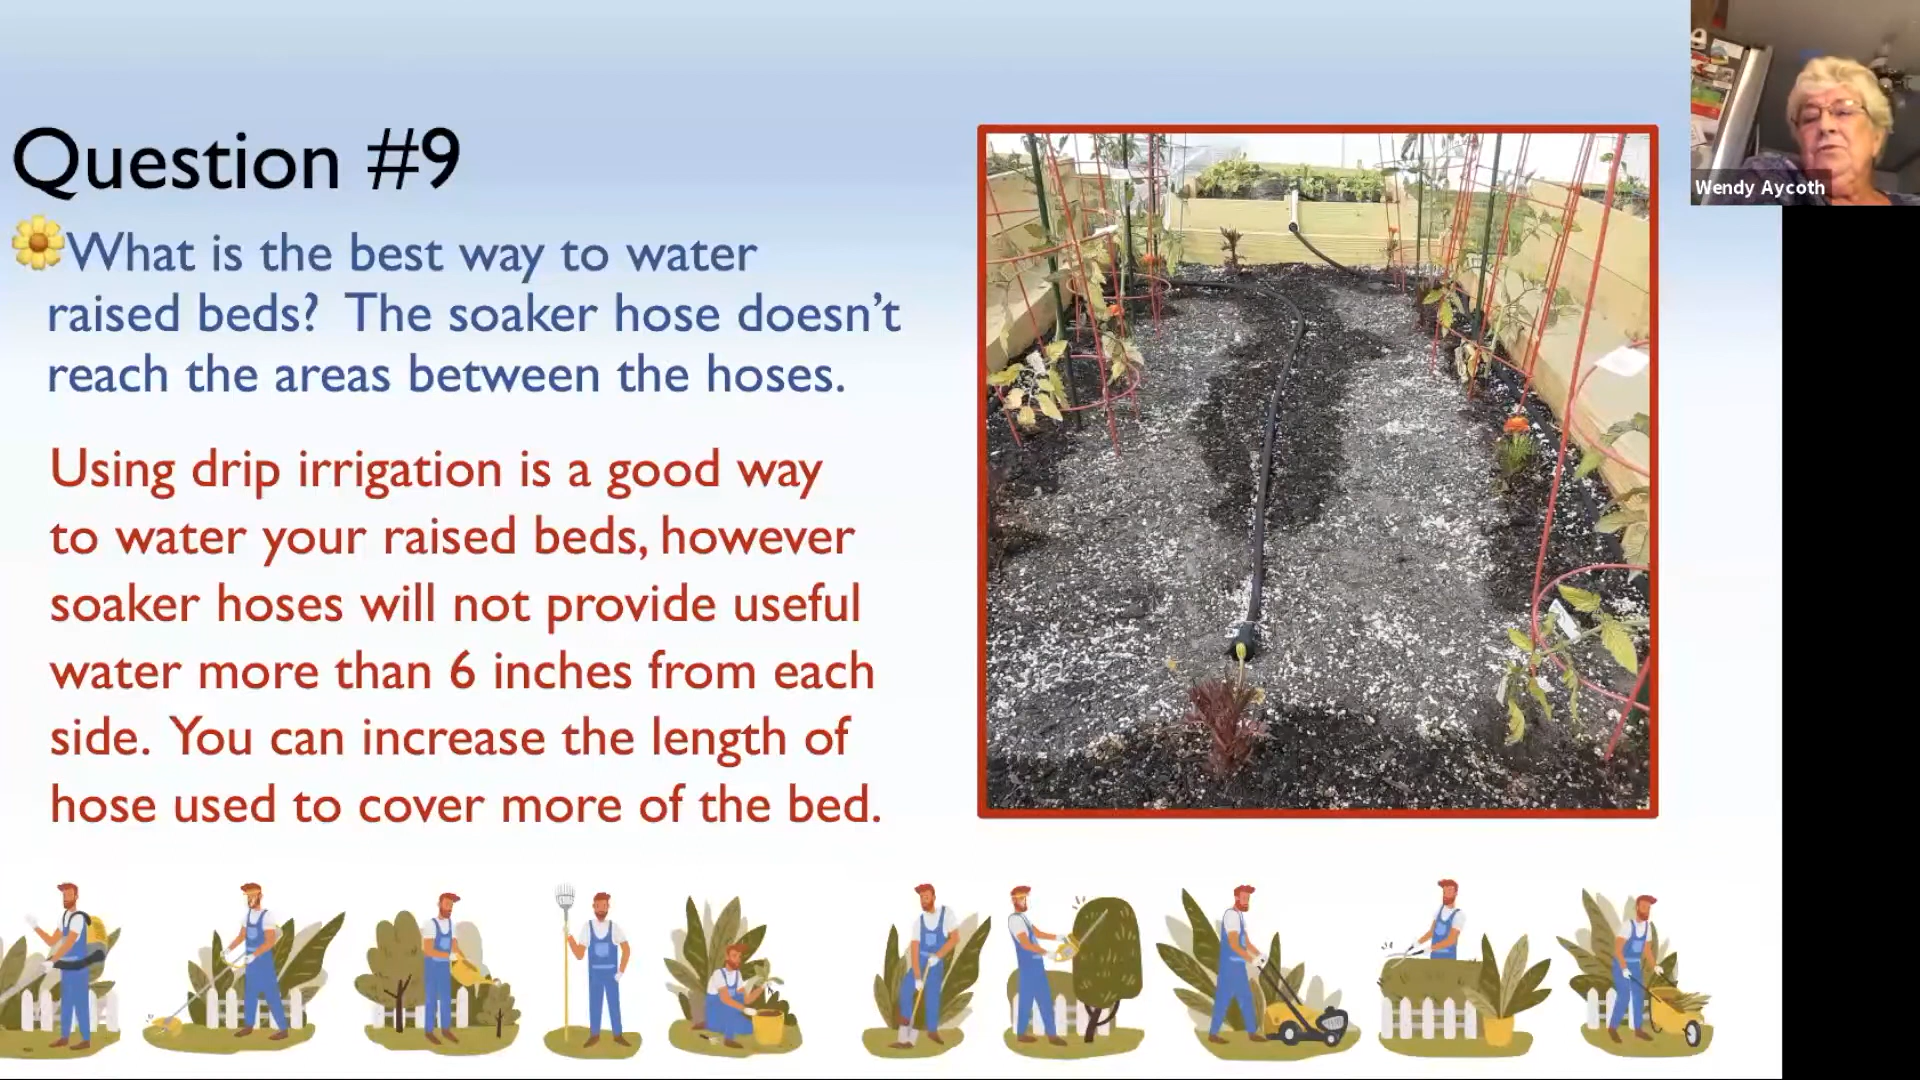 Question #9
What is the best way to water
raised beds? The soaker hose doesn't
reach the areas between the hoses.
Using drip irrigation is a good way
to water your raised beds, however
soaker hoses will not provide useful
water more than 6 inches from each
side. You can increase the length of
hose used to cover more of the bed.
Wendy Aycoth